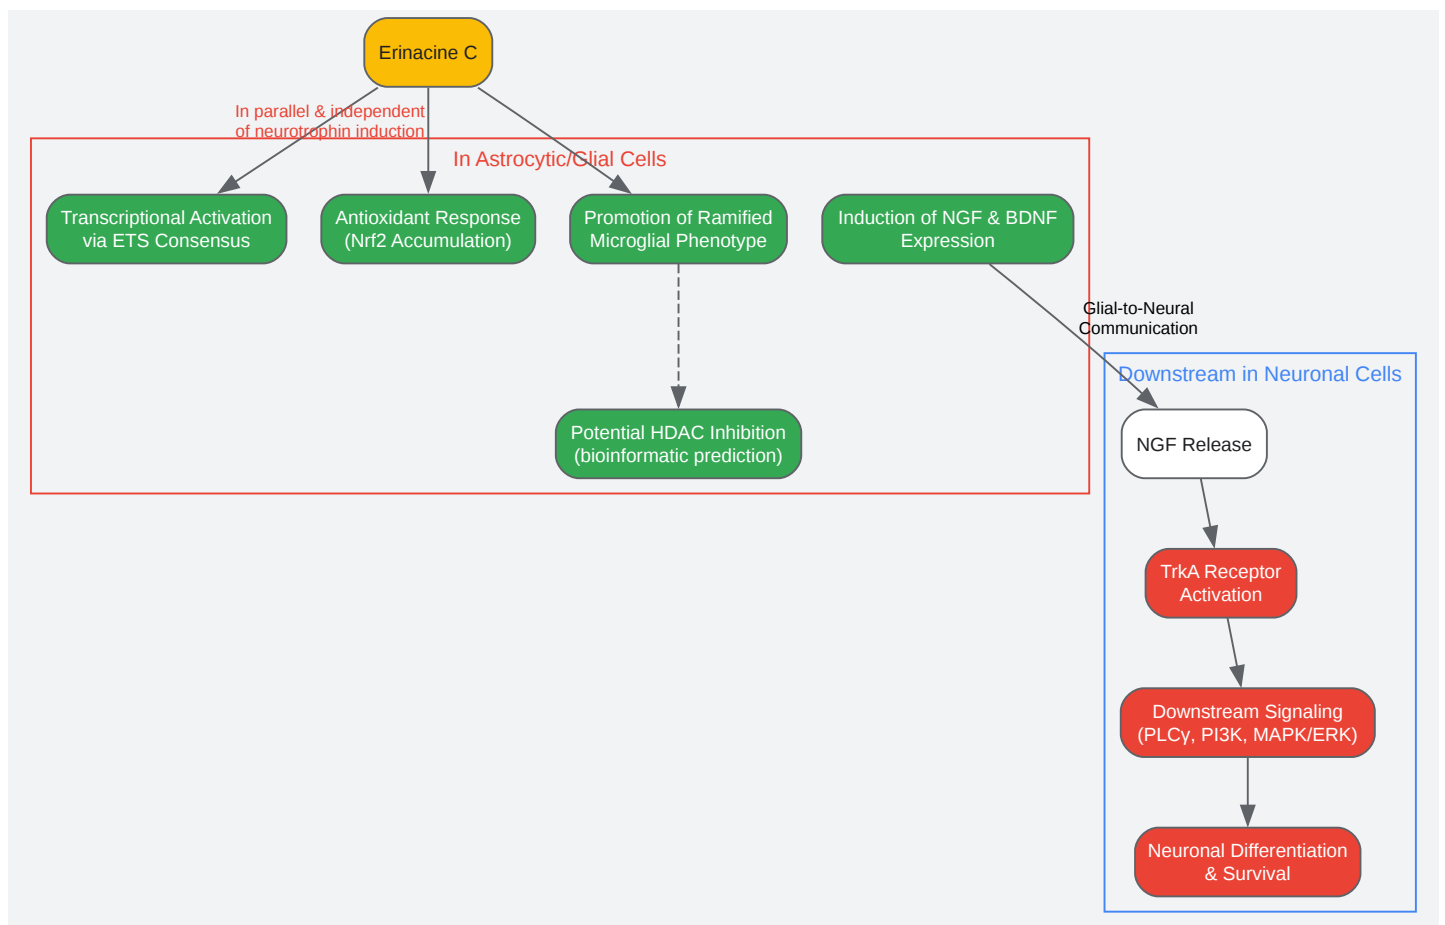 Erinacine C
In parallel & independent
of neurotrophin induction
In Astrocytic/Glial Cells
Transcriptional Activation
via ETS Consensus
Antioxidant Response
(Nrf2 Accumulation)
Promotion of Ramified
Microglial Phenotype
Induction of NGF & BDNF
Expression
Glial-to-Neural
Communication
Downstream in Neuronal Cells
Potential HDAC Inhibition
(bioinformatic prediction)
NGF Release
TrkA Receptor
Activation
Downstream Signaling
(PLCγ, PI3K, MAPK/ERK)
Neuronal Differentiation
& Survival